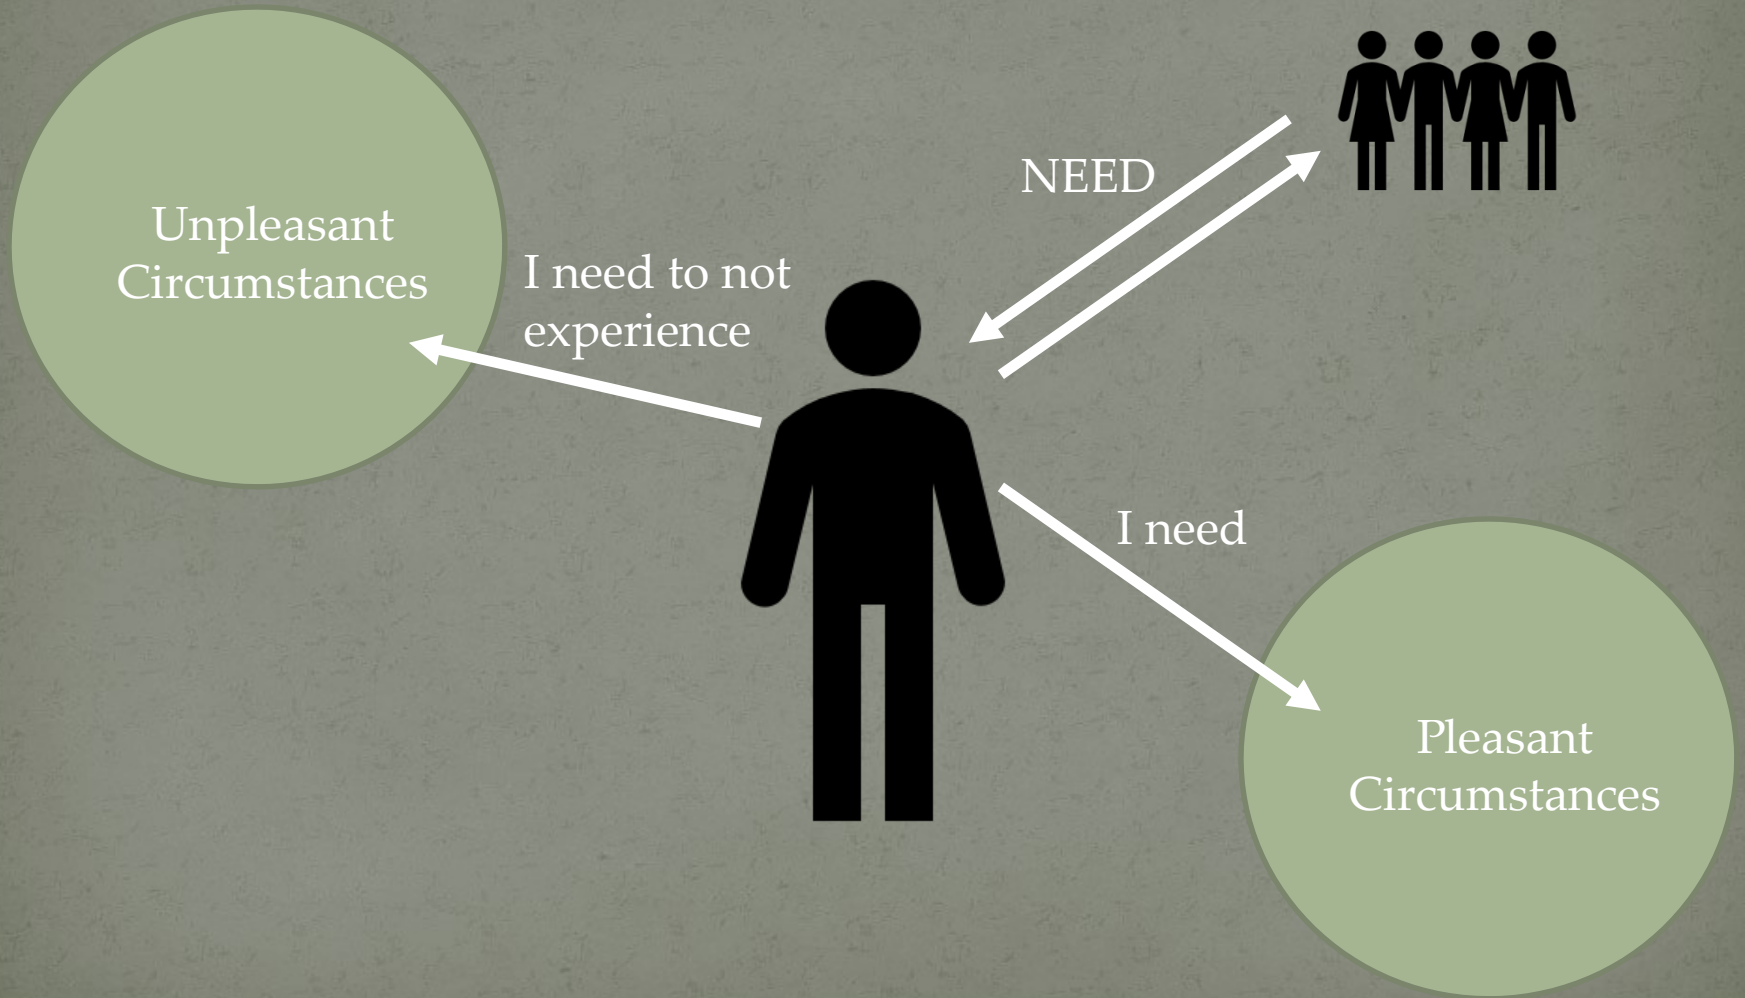 NEED
Unpleasant
Circumstances
I need to not
experience
I need
Pleasant
Circumstances